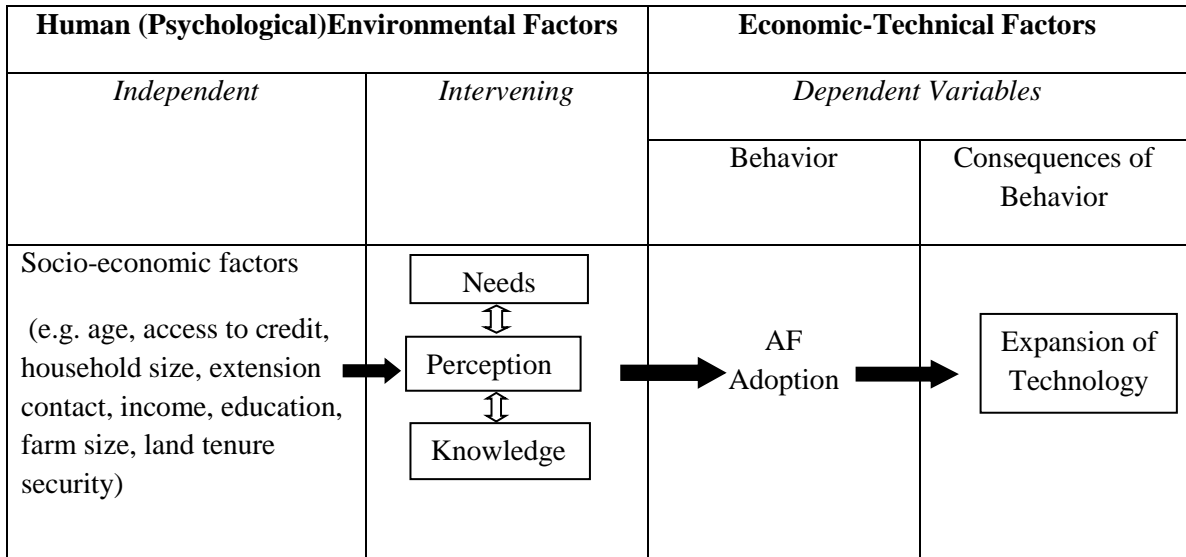 Human (Psychological)Environmental Factors
Economic-Technical Factors
Independent
Intervening
Dependent Variables
Behavior
Consequences of
Behavior
Socio-economic factors
(e.g. age, access to credit,
household size, extension
contact, income, education,
farm size, land tenure
security)
Needs
Perception
Knowledge
AF
Adoption
Expansion of
Technology